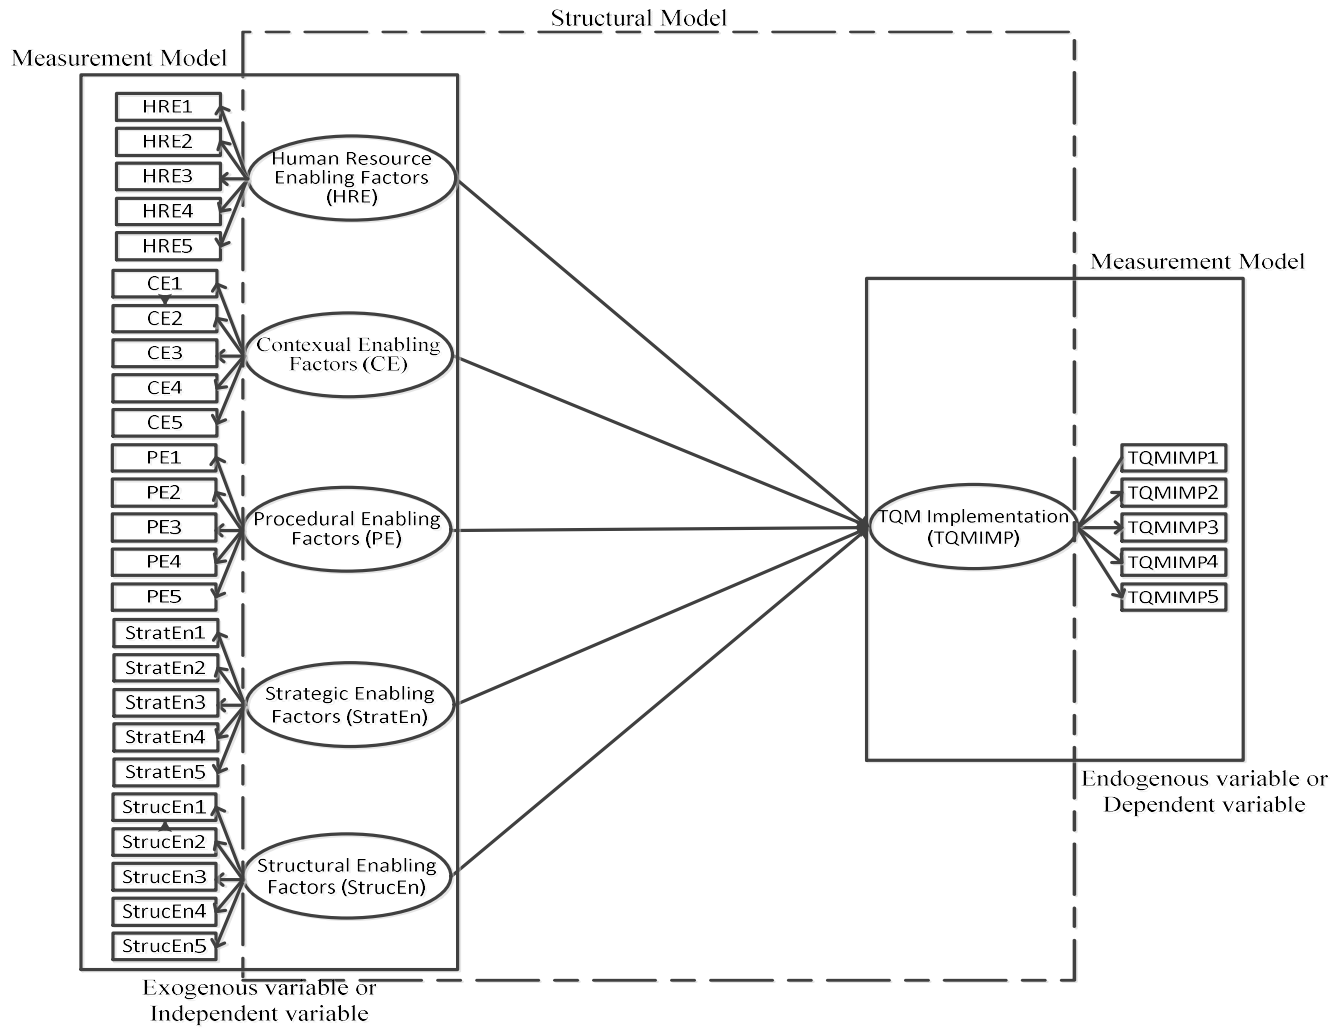 Structural Model
Measurement Model
HRE1
HRE2
HRE3
HRE4
HRE5
Human Resource
Enabling Factors
(HRE)
CE1
CE2
CE3
CE4
CE5
Contexual Enabling
Factors (CE)
PE1
PE2
PE3
PE4
PE5
Procedural Enabling
Factors (PE)
StratEn1
StratEn2
StratEn3
StratEn4
StratEn5
Strategic Enabling
Factors (StratEn)
StrucEn1
StrucEn2
StrucEn3
StrucEn4
StrucEn5
Structural Enabling
Factors (StrucEn)
Exogenous variable or
Independent variable
Measurement Model
TQM Implementation
(TQMIMP)
TQMIMP1
TQMIMP2
TQMIMP3
TQMIMP4
TQMIMP5
Endogenous variable or
Dependent variable